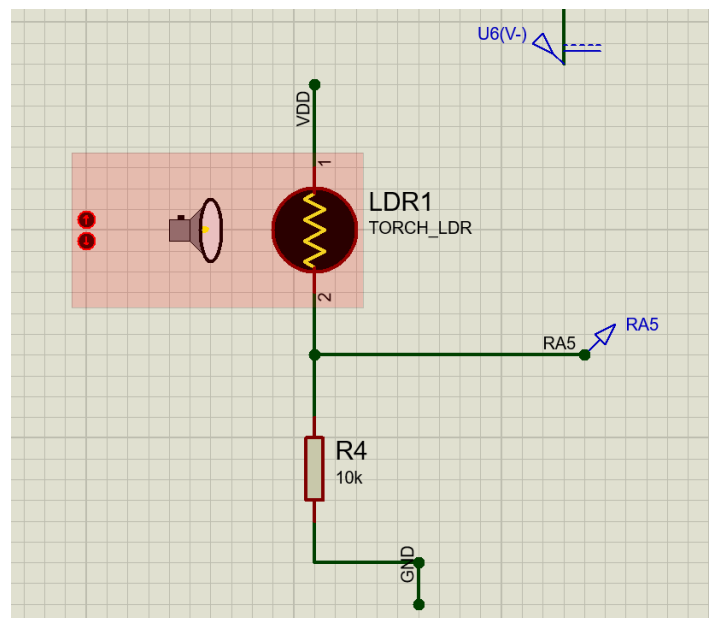 U6(V-)
VDD
1
LDR1
TORCH_LDR
2
RA5
RA5
R4
10k
GND